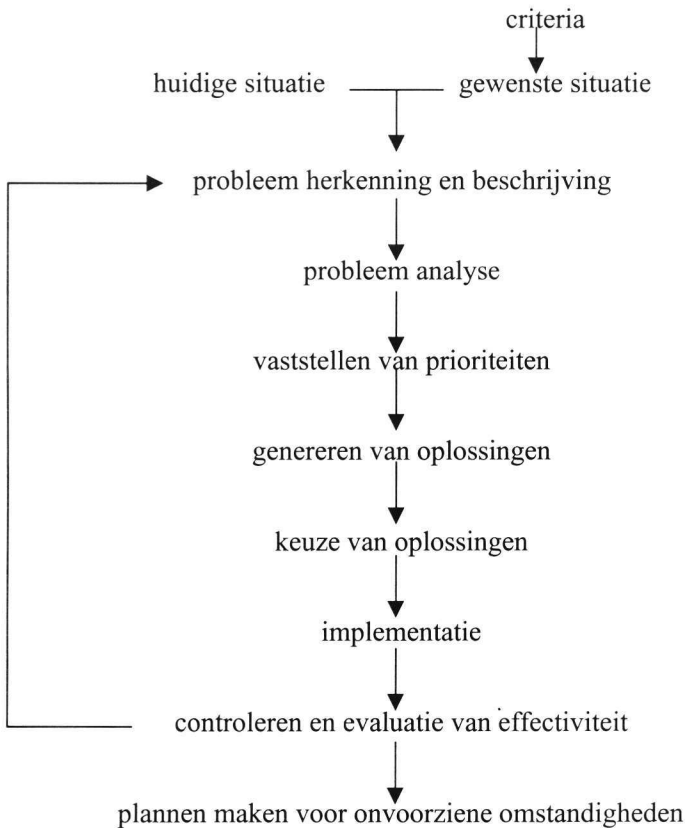 criteria
huidige situatie gewenste situatie
probleem herkenning en beschrijving
probleem analyse
vaststellen van prioriteiten
genereren van oplossingen
keuze van oplossingen
implementatie
controleren en evaluatie van effectiviteit
plannen maken voor onvoorziene omstandigheden